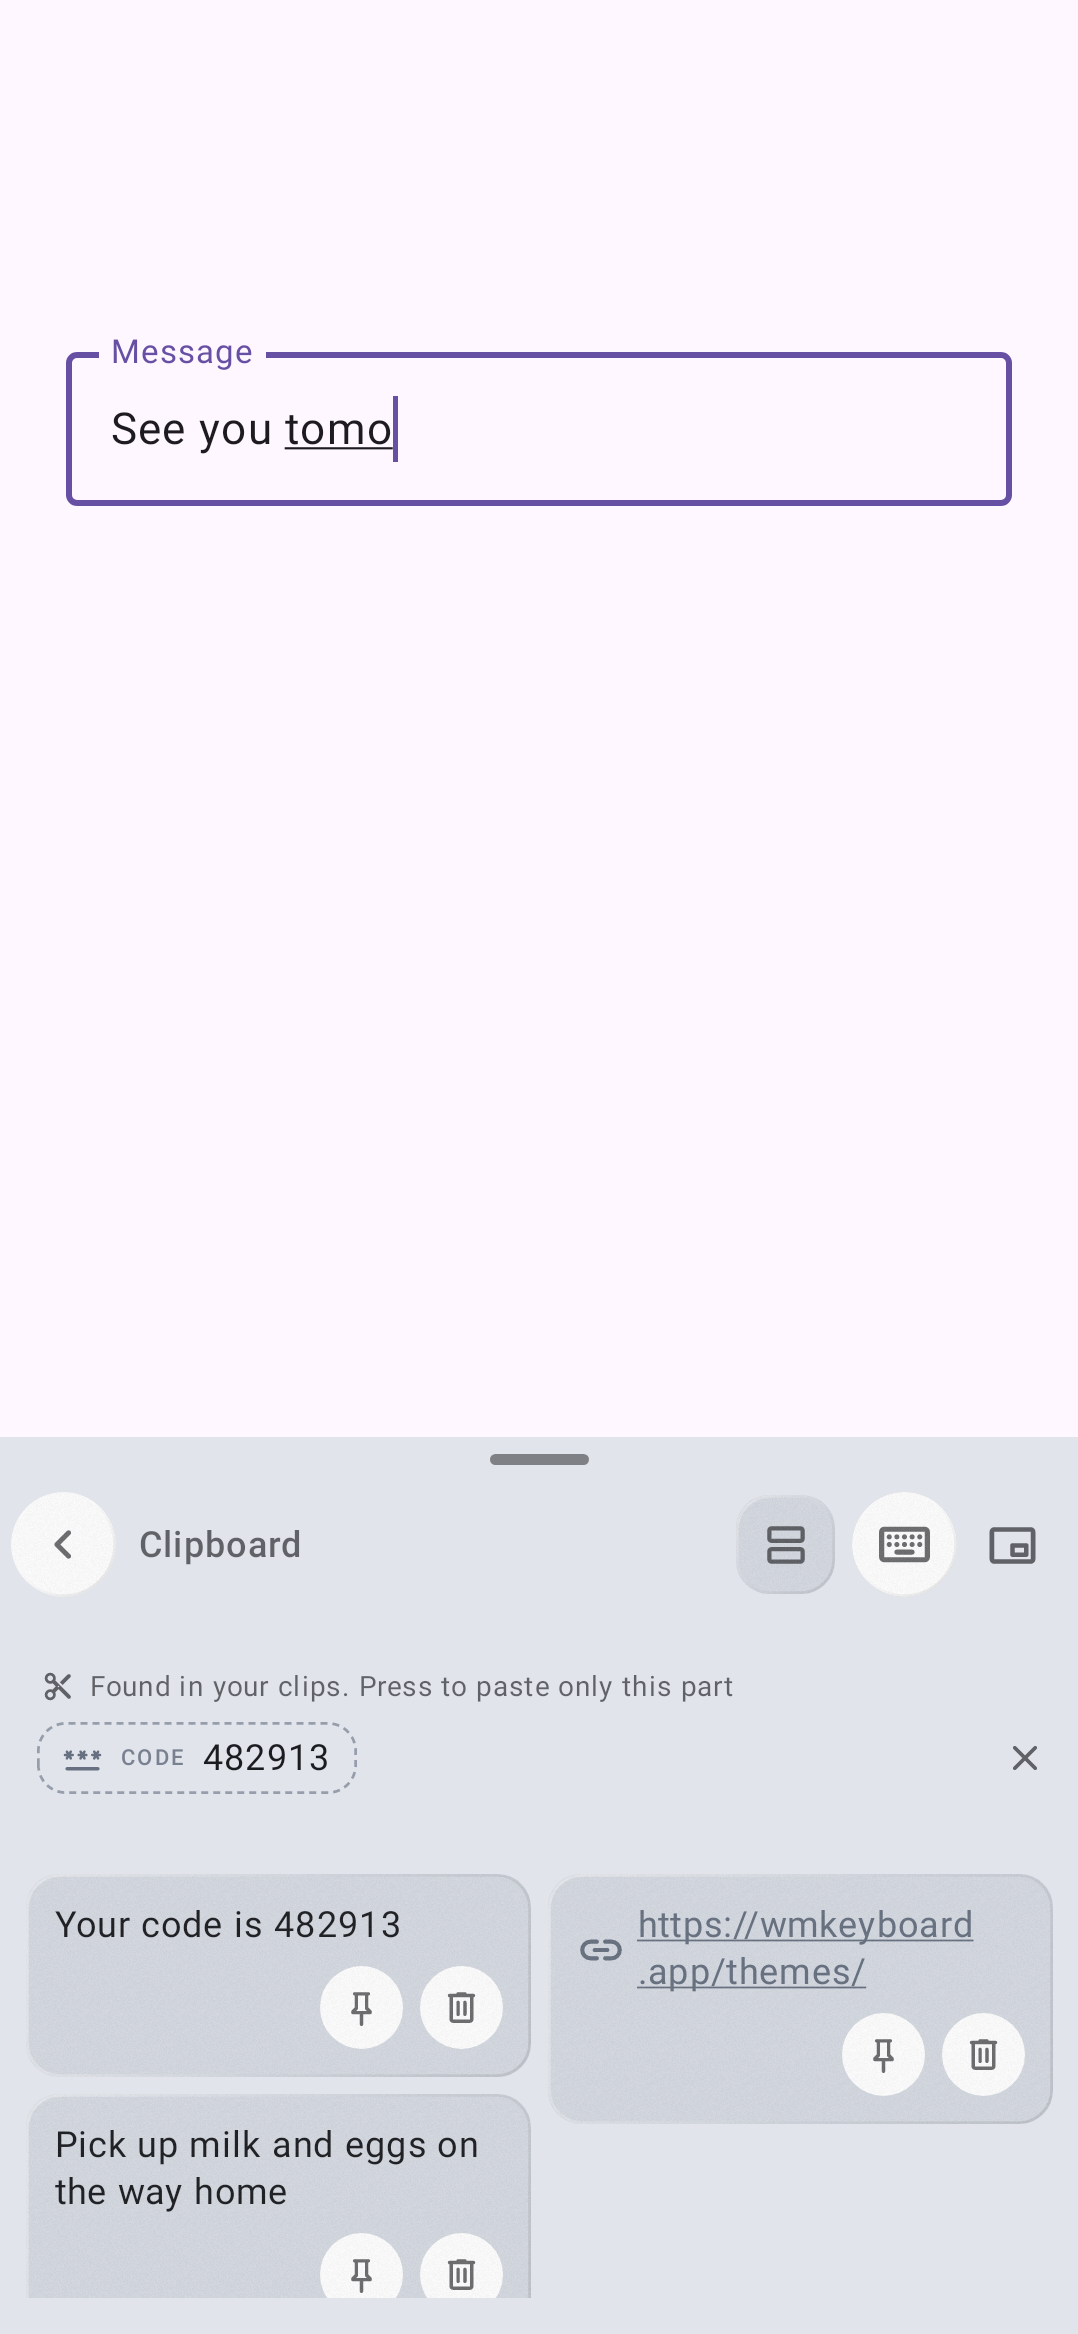 Message
See you tomo
Clipboard
Found in your clips. Press to paste only this part
*** CODE 482913
Your code is 482913
https://wmkeyboard
.app/themes/
Pick up milk and eggs on
the way home